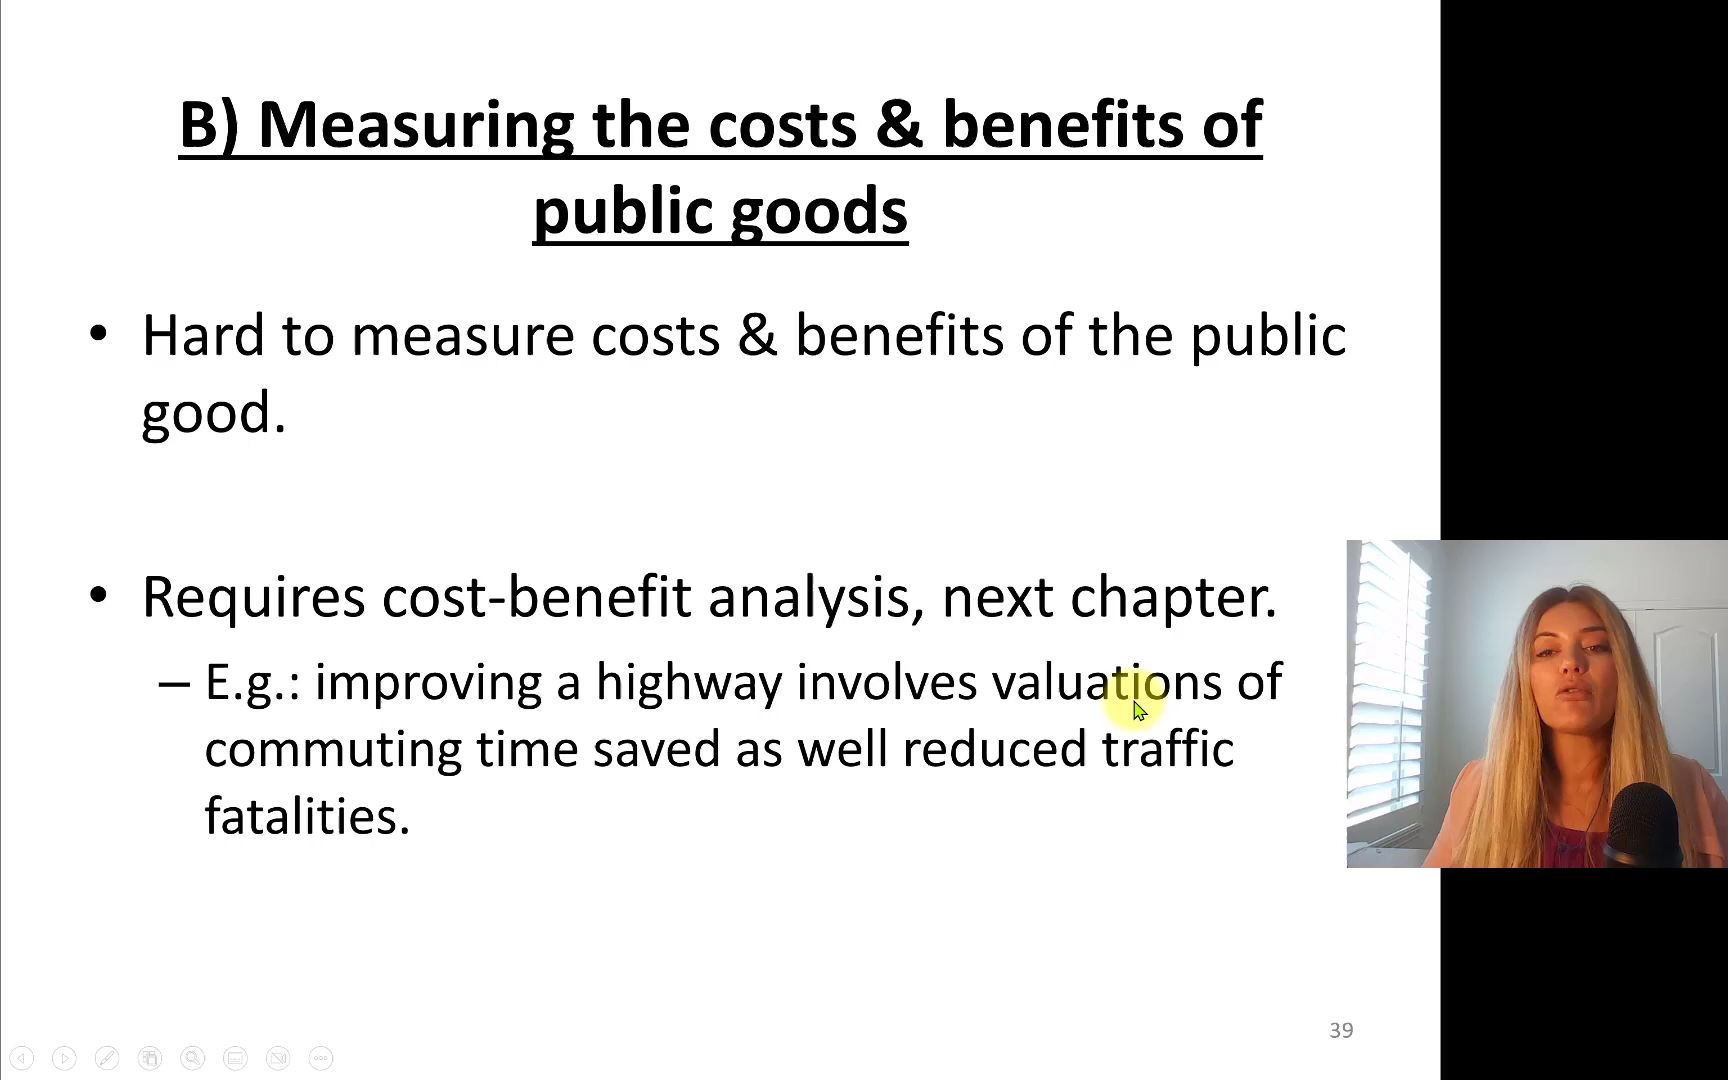 B) Measuring the costs & benefits of
public goods
• Hard to measure costs & benefits of the public
good.
• Requires cost-benefit analysis, next chapter.
– E.g.: improving a highway involves valuations of
commuting time saved as well reduced traffic
fatalities.
39